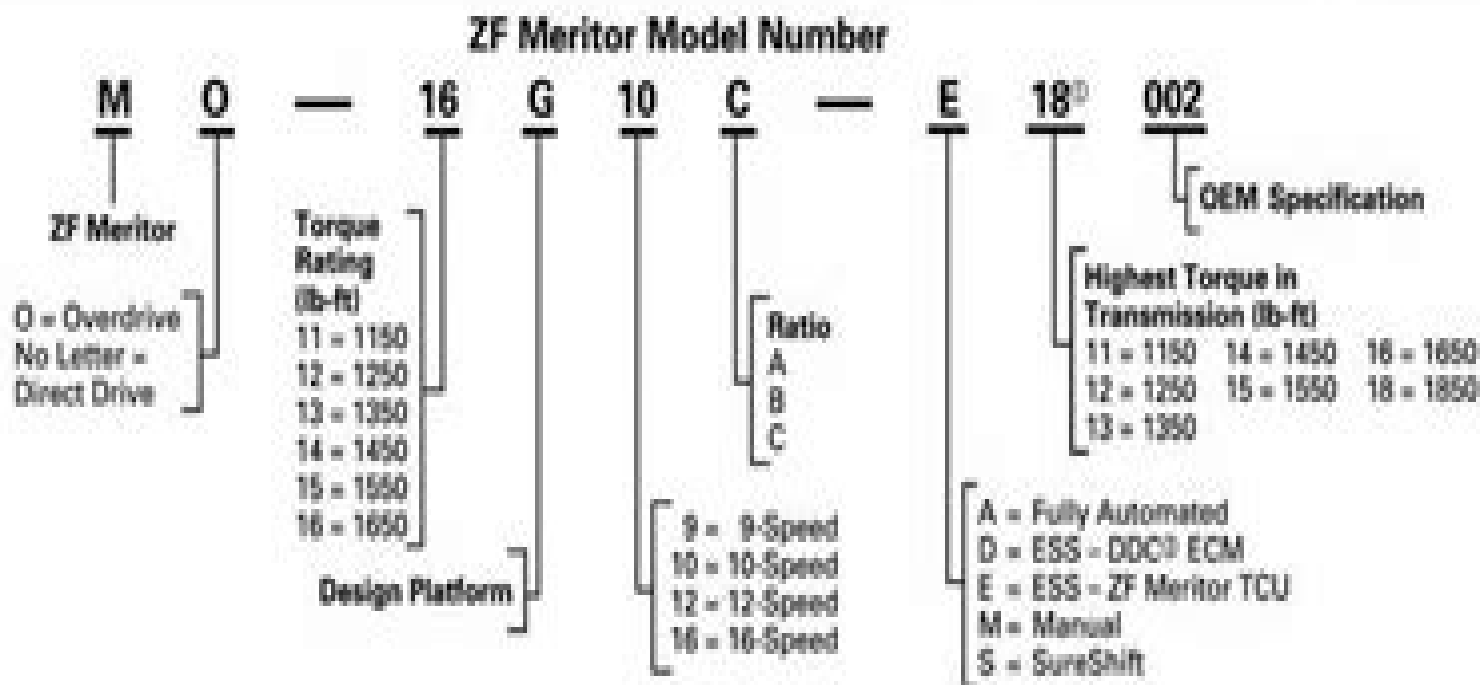 ZF Meritor Model Number
M O — 16 G 10 C — E 18① 002
ZF Meritor
O = Overdrive
No Letter =
Direct Drive
Torque
Rating
(lb-ft)
11 = 1150
12 = 1250
13 = 1350
14 = 1450
15 = 1550
16 = 1650
Design Platform
9 = 9-Speed
10 = 10-Speed
12 = 12-Speed
16 = 16-Speed
Ratio
A
B
C
A = Fully Automated
D = ESS - DDC® ECM
E = ESS - ZF Meritor TCU
M = Manual
S = SureShift
Highest Torque in
Transmission (lb-ft)
11 = 1150 14 = 1450 16 = 1650
12 = 1250 15 = 1550 18 = 1850
13 = 1350
OEM Specification